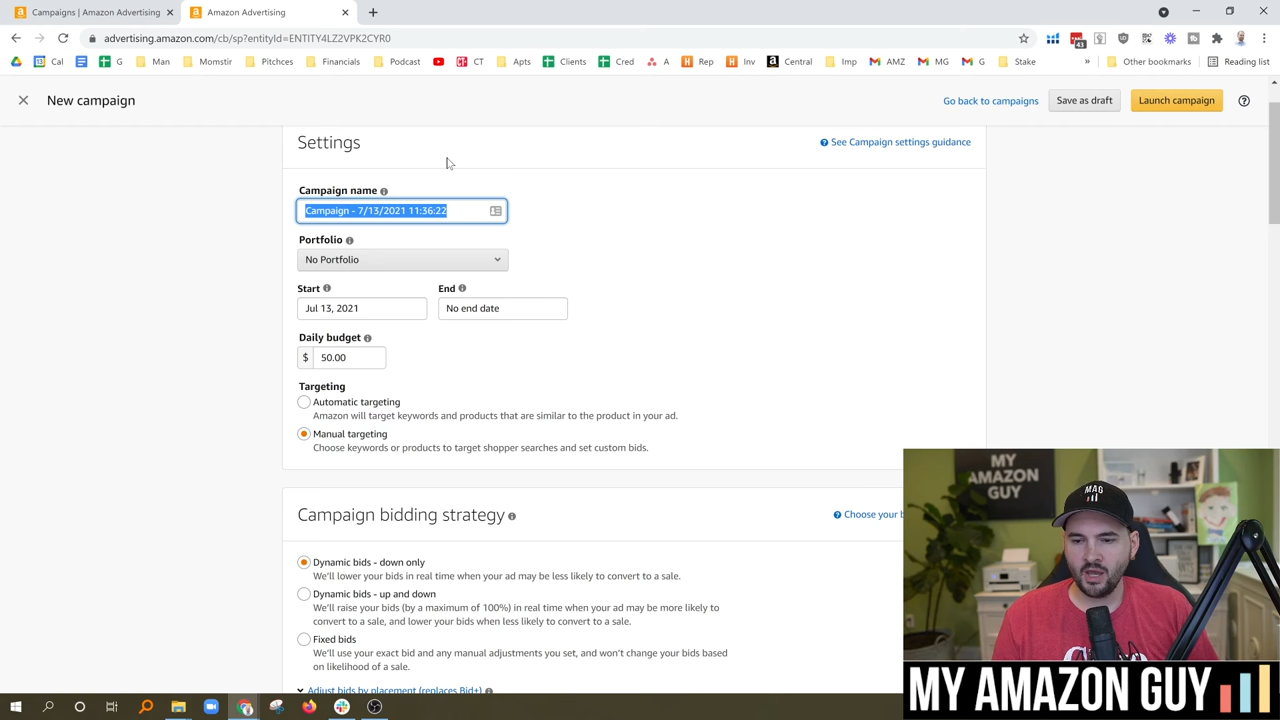 Campaigns | Amazon Advertising
Amazon Advertising
advertising.amazon.com/cb/sp?entityId=ENTITY4LZ2VPK2CYR0
43
Cal G Man Momstir Pitchces Financials Podcast CT Apts Clients Cred A Rep Inv Central Imp AMZ MG G Stake » Other bookmarks Reading list
New campaign
Go back to campaigns
Save as draft
Launch campaign
Settings
See Campaign settings guidance
Campaign name
Campaign - 7/13/2021 11:36:22
Portfolio
No Portfolio
Start End
Jul 13, 2021 No end date
Daily budget
$ 50.00
Targeting
Automatic targeting
Amazon will target keywords and products that are similar to the product in your ad.
Manual targeting
Choose keywords or products to target shopper searches and set custom bids.
Campaign bidding strategy
Choose your b
Dynamic bids - down only
We'll lower your bids in real time when your ad may be less likely to convert to a sale.
Dynamic bids - up and down
We'll raise your bids (by a maximum of 100%) in real time when your ad may be more likely to
convert to a sale, and lower your bids when less likely to convert to a sale.
Fixed bids
We'll use your exact bid and any manual adjustments you set, and won't change your bids based
on likelihood of a sale.
Adjust bids by placement (replaces Bid+)
MY
AMAZON
GUY
MAG
MY AMAZON GUY